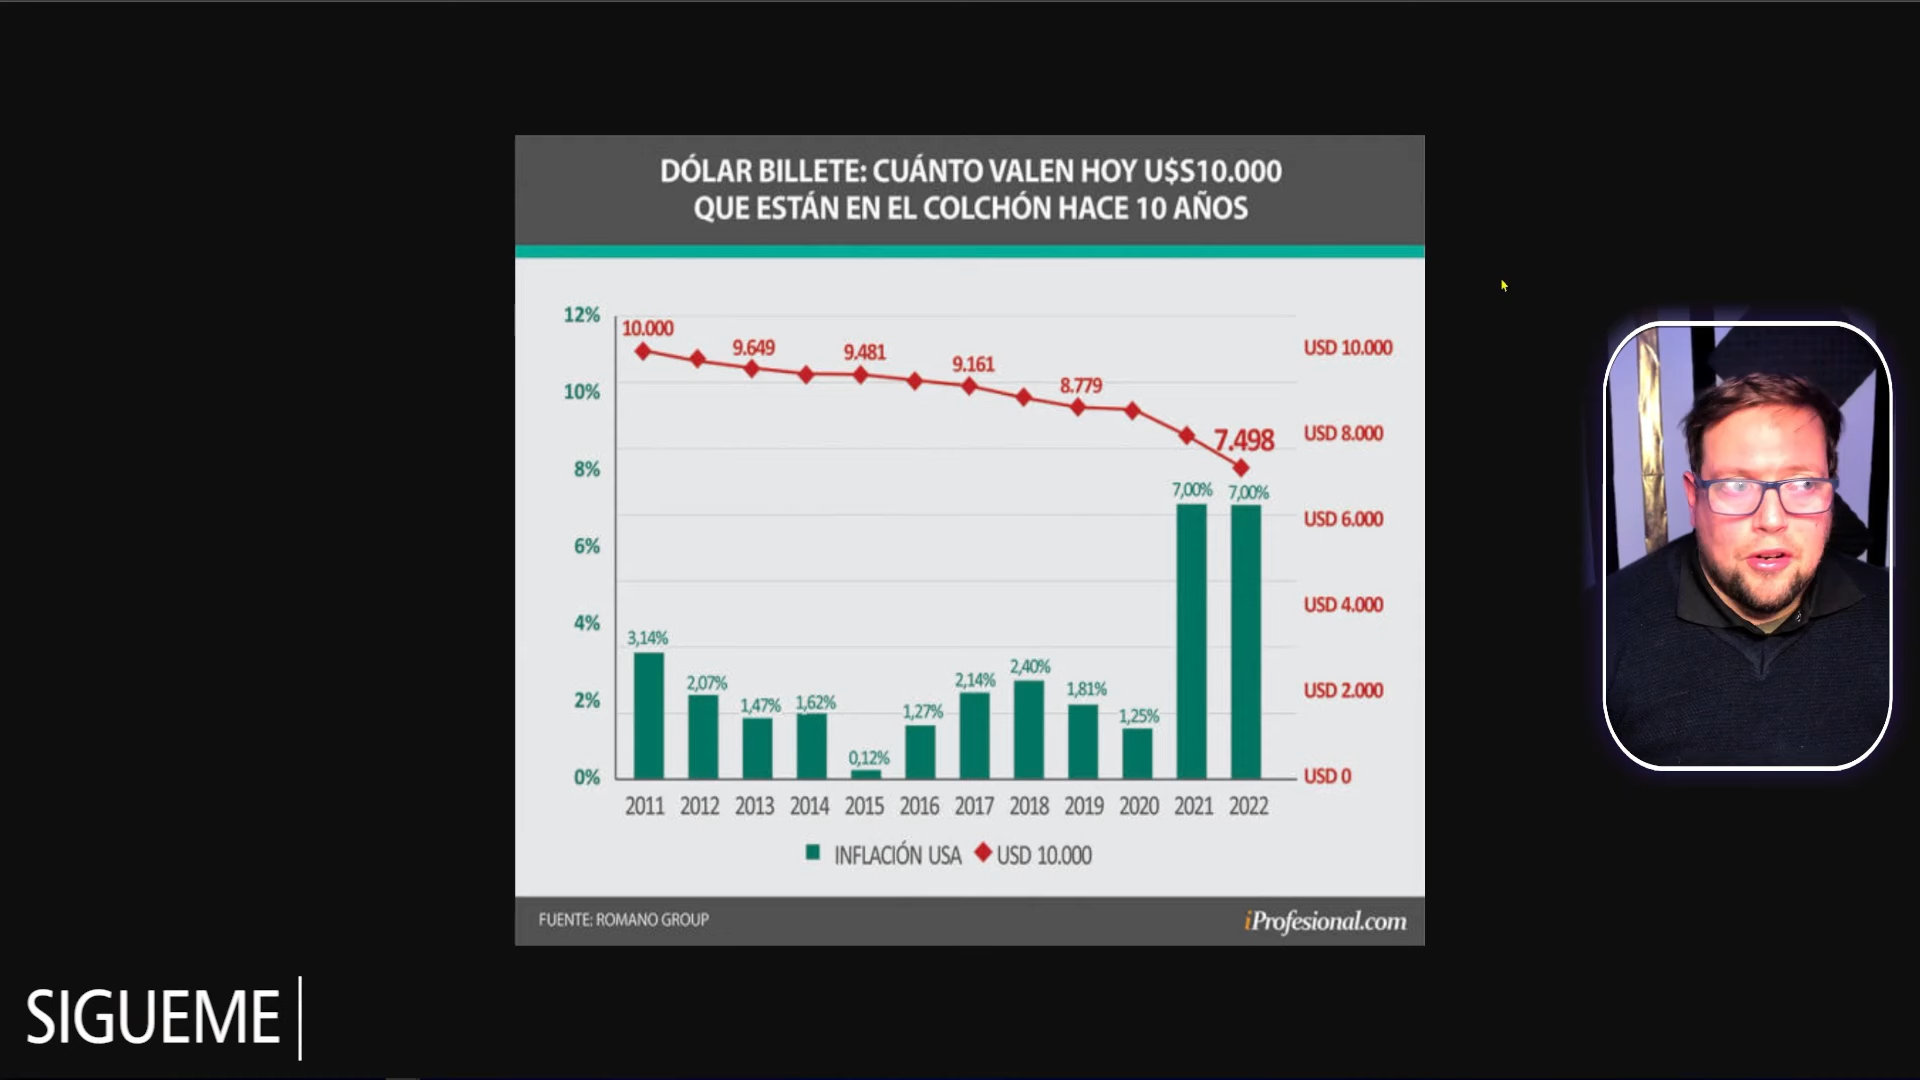 DÓLAR BILLETE: CUÁNTO VALEN HOY U$S10.000
QUE ESTÁN EN EL COLCHÓN HACE 10 AÑOS
12%
10%
8%
6%
4%
2%
0%
10.000
9.649
9.481
9.161
8.779
7.498
USD 10.000
USD 8.000
USD 6.000
USD 4.000
USD 2.000
USD 0
3,14%
2,07%
1,47%
1,62%
0,12%
1,27%
2,14%
2,40%
1,81%
1,25%
7,00%
7,00%
2011 2012 2013 2014 2015 2016 2017 2018 2019 2020 2021 2022
INFLACIÓN USA USD 10.000
FUENTE: ROMANO GROUP
iProfesional.com
SIGUEME